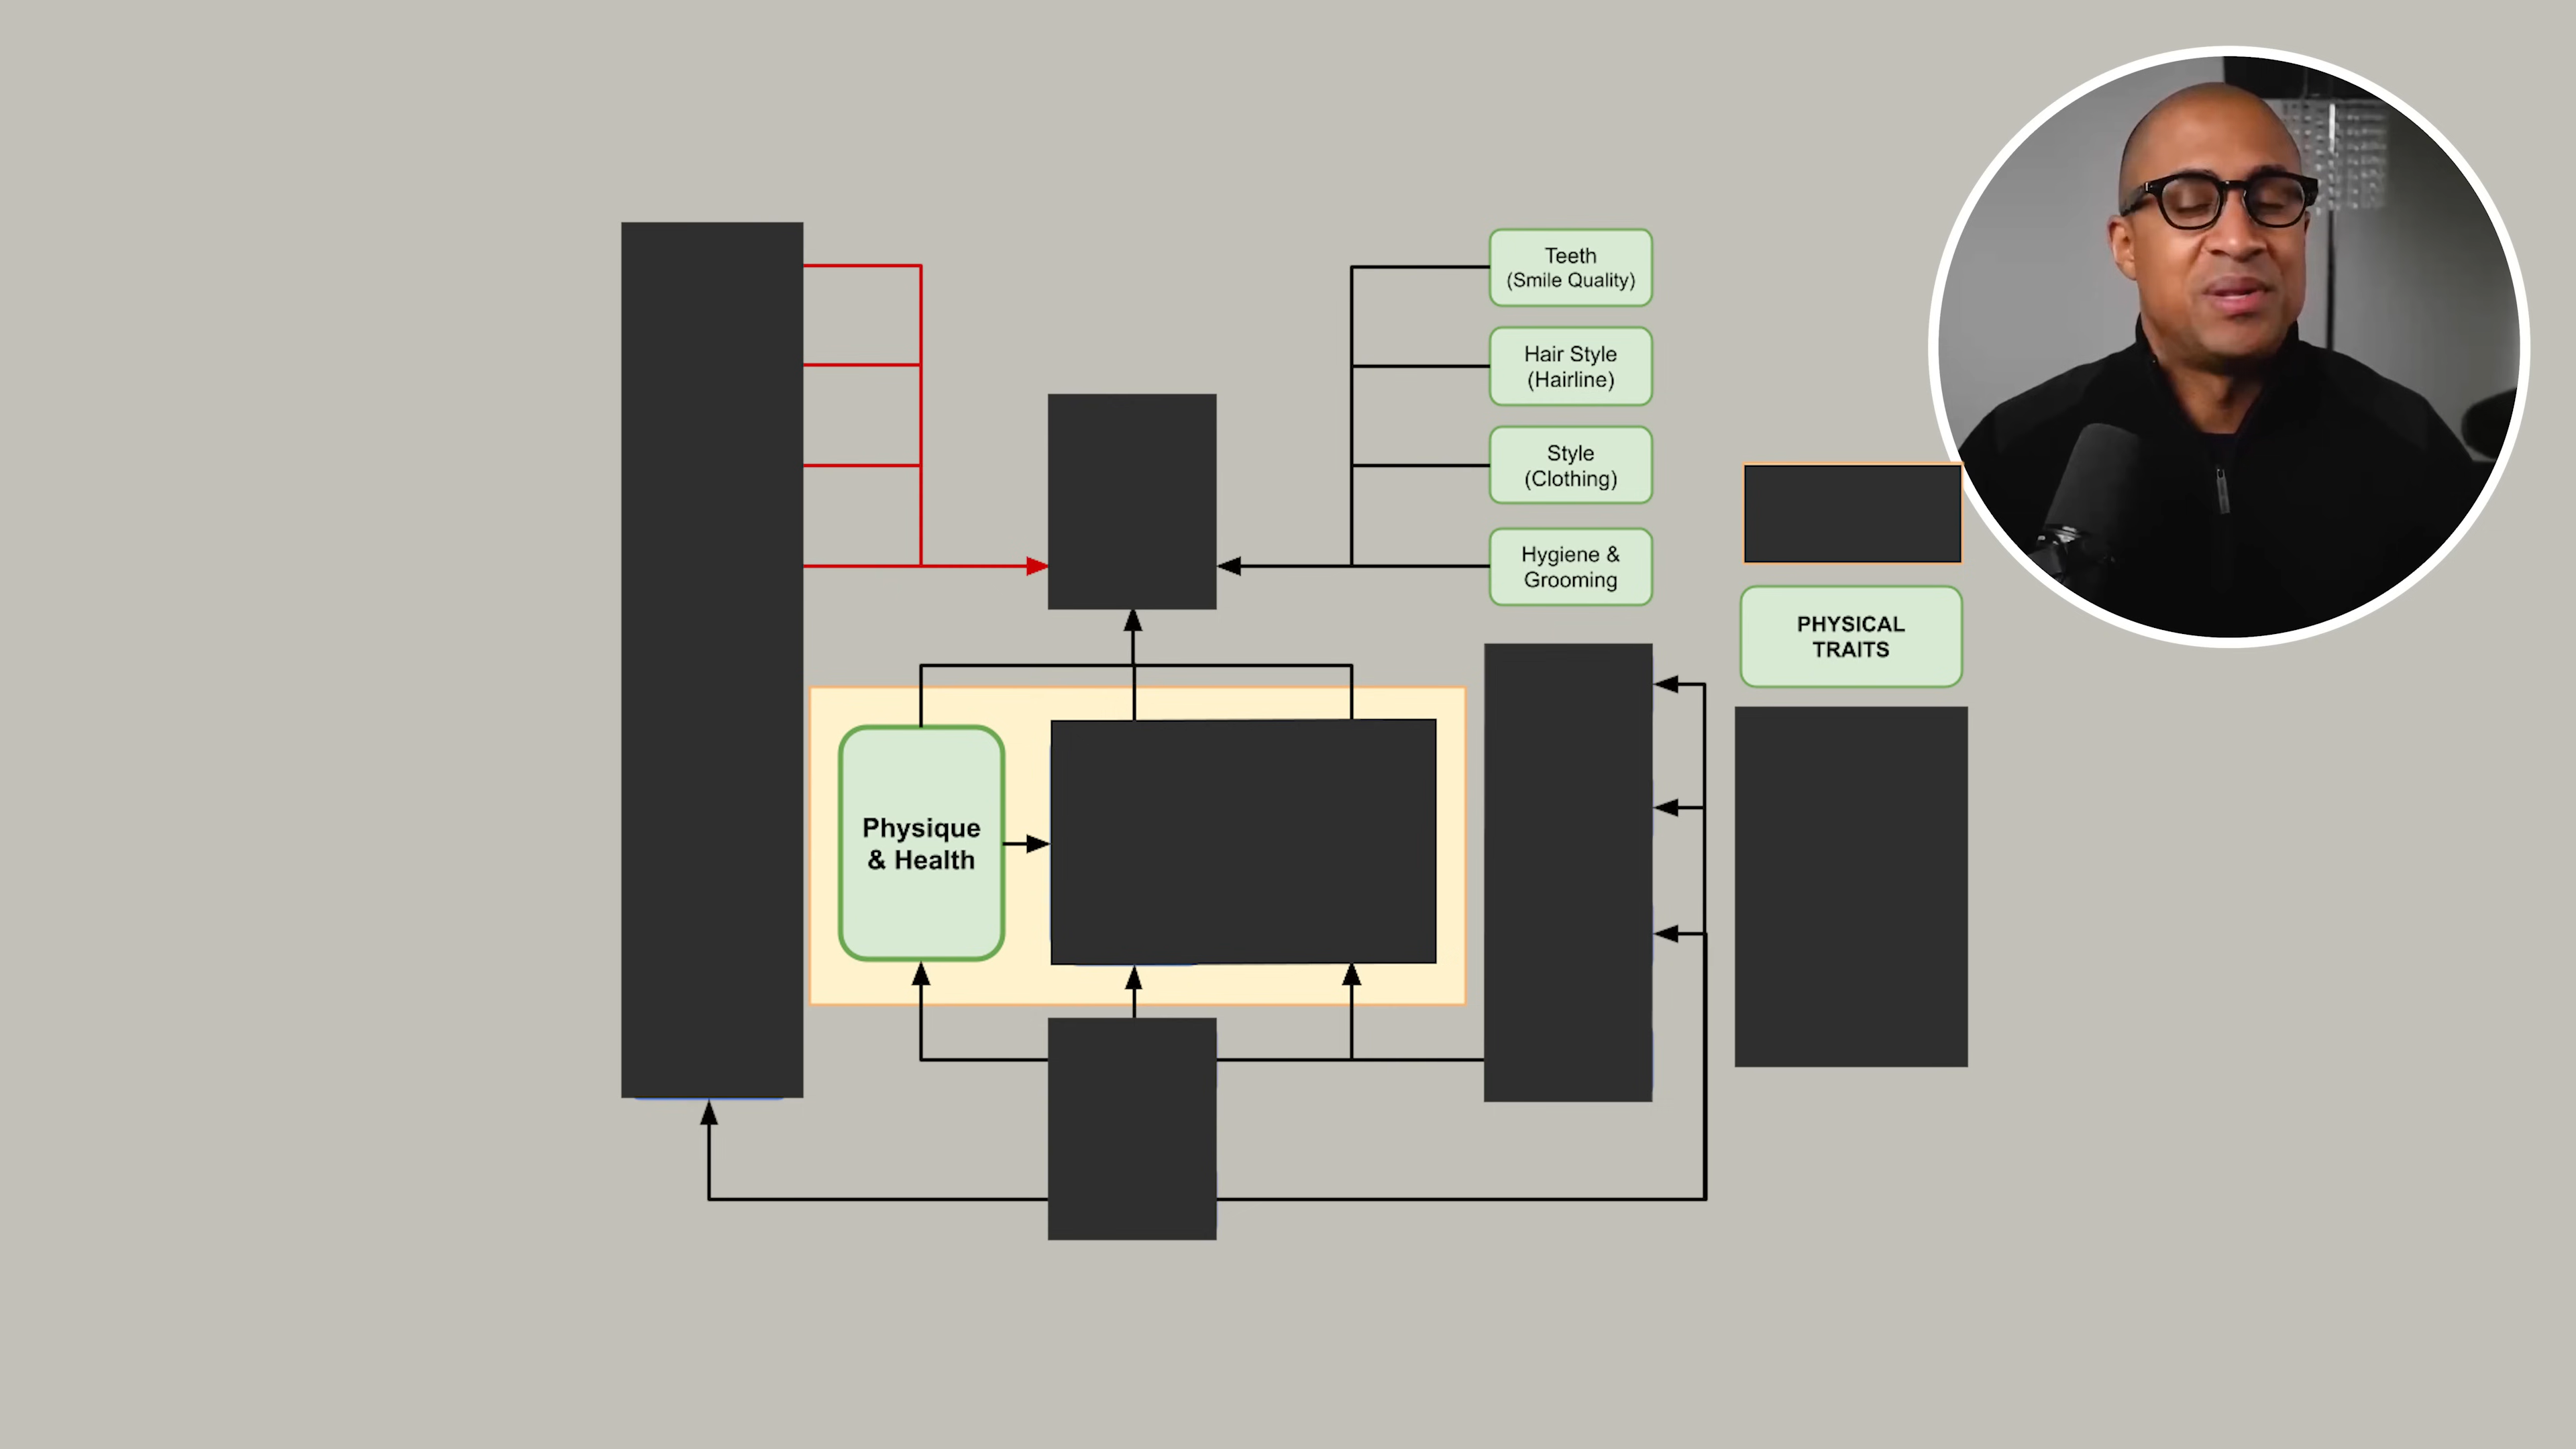 Teeth
(Smile Quality)
Hair Style
(Hairline)
Style
(Clothing)
Hygiene &
Grooming
PHYSICAL
TRAITS
Physique
& Health